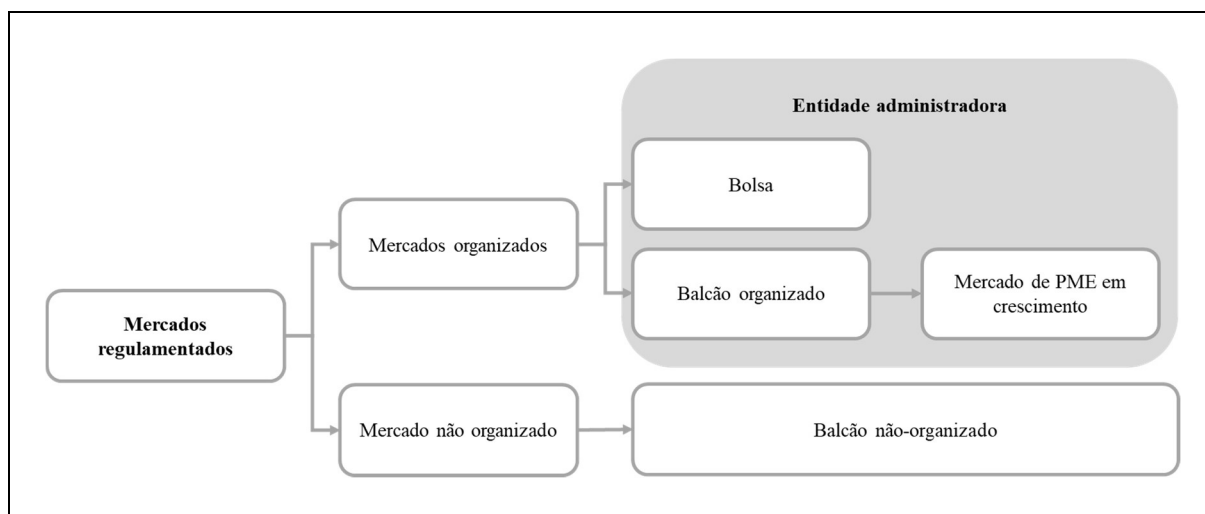 Entidade administradora
Bolsa
Mercados organizados
Balcão organizado
Mercado de PME em
crescimento
Mercados
regulamentados
Mercado não organizado
Balcão não-organizado